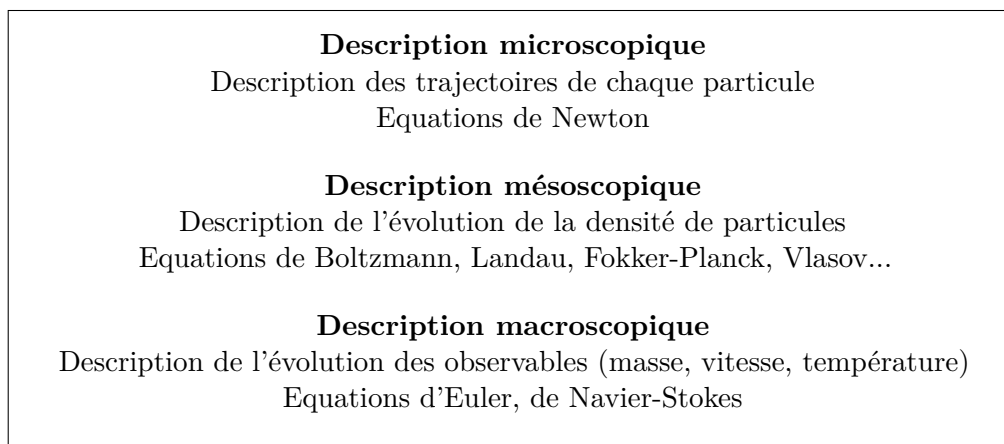 Description microscopique
Description des trajectoires de chaque particule
Equations de Newton
Description mésoscopique
Description de l'évolution de la densité de particules
Equations de Boltzmann, Landau, Fokker-Planck, Vlasov...
Description macroscopique
Description de l'évolution des observables (masse, vitesse, température)
Equations d'Euler, de Navier-Stokes